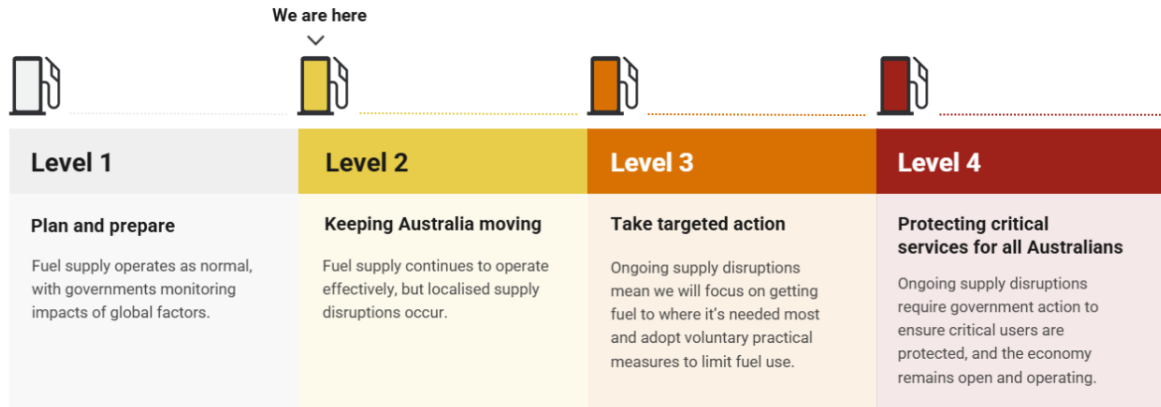 We are here
Level 1
Plan and prepare
Fuel supply operates as normal,
with governments monitoring
impacts of global factors.
Level 2
Keeping Australia moving
Fuel supply continues to operate
effectively, but localised supply
disruptions occur.
Level 3
Take targeted action
Ongoing supply disruptions
mean we will focus on getting
fuel to where it’s needed most
and adopt voluntary practical
measures to limit fuel use.
Level 4
Protecting critical
services for all Australians
Ongoing supply disruptions
require government action to
ensure critical users are
protected, and the economy
remains open and operating.